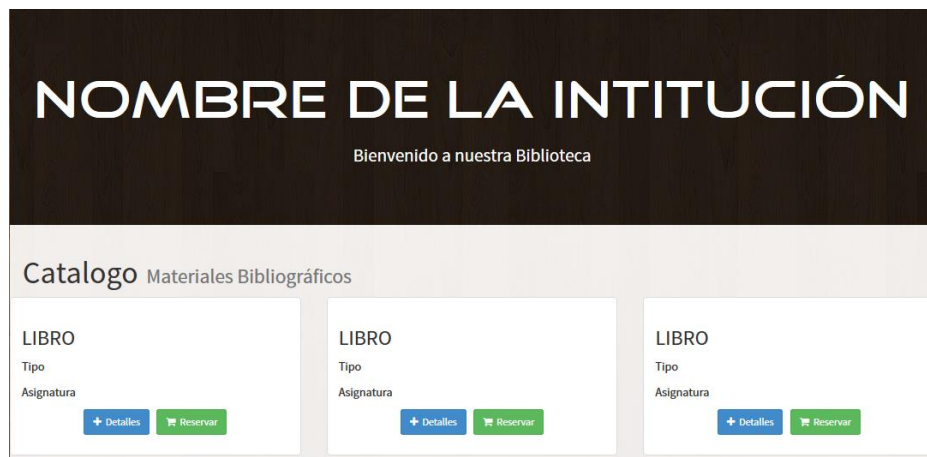 NOMBRE DE LA INTITUCIÓN
Bienvenido a nuestra Biblioteca
Catalogo Materiales Bibliográficos
LIBRO
Tipo
Asignatura
+ Detalles Reservar
LIBRO
Tipo
Asignatura
+ Detalles Reservar
LIBRO
Tipo
Asignatura
+ Detalles Reservar